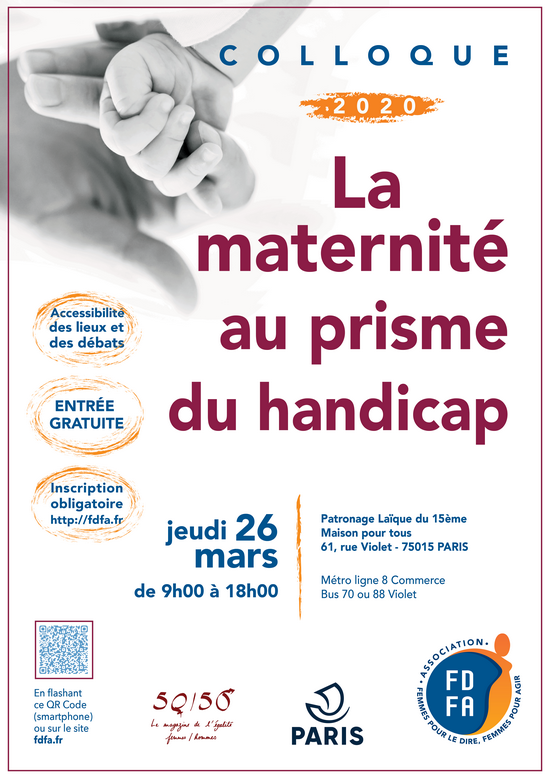 COLLOQUE
2020
La
maternité
au prisme
du handicap
Accessibilité
des lieux et
des débats
ENTRÉE
GRATUITE
Inscription
obligatoire
http://fdfa.fr
jeudi 26
mars
de 9h00 à 18h00
Patronage Laïque du 15ème
Maison pour tous
61, rue Violet - 75015 PARIS
Métro ligne 8 Commerce
Bus 70 ou 88 Violet
En flashant
ce QR Code
(smartphone)
ou sur le site
fdfa.fr
50/50
Le magazine de l'égalité
femmes/hommes
PARIS
• ASSOCIATION •
FD
FA
FEMMES POUR LE DIRE, FEMMES POUR AGIR